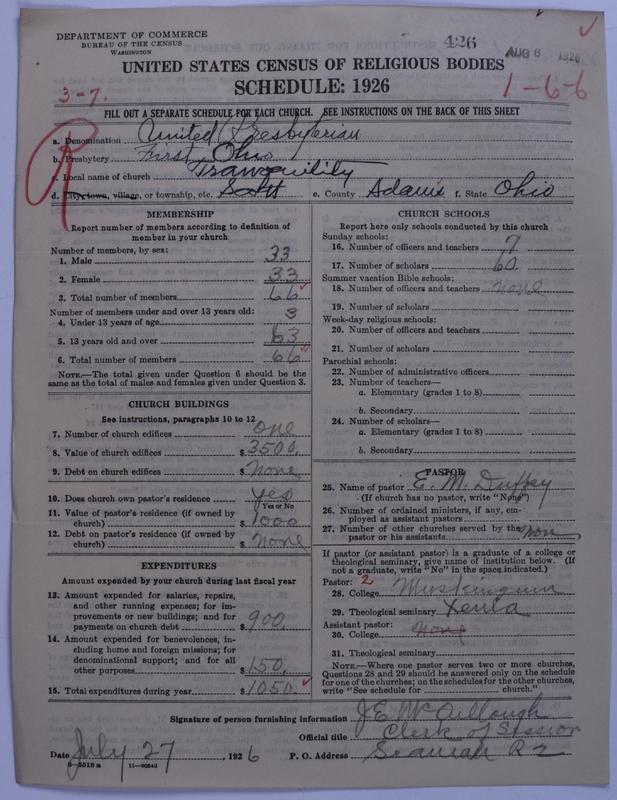 DEPARTMENT OF COMMERCE
BUREAU OF THE CENSUS
WASHINGTON
426
AUG 6 1926
UNITED STATES CENSUS OF RELIGIOUS BODIES
SCHEDULE: 1926
3-7.
1-6-6
FILL OUT A SEPARATE SCHEDULE FOR EACH CHURCH. SEE INSTRUCTIONS ON THE BACK OF THIS SHEET
R
a. Denomination United Presbyterian
b. Presbytery First Ohio
c. Local name of church Tranquility
d. City, town, village, or township, etc. Scott e. County Adams f. State Ohio
MEMBERSHIP
Report number of members according to definition of member in your church
Number of members, by sex:
1. Male 33
2. Female 33
3. Total number of members 66
Number of members under and over 13 years old:
4. Under 13 years of age 3
5. 13 years old and over 63
6. Total number of members 66
NOTE.—The total given under Question 6 should be the
same as the total of males and females given under Question 3.
CHURCH BUILDINGS
See instructions, paragraphs 10 to 12
7. Number of church edifices one
8. Value of church edifices $ 3500.
9. Debt on church edifices $ None
10. Does church own pastor's residence yes
Yes or No
11. Value of pastor's residence (if owned by
church) $ 1000
12. Debt on pastor's residence (if owned by
church) $ None
EXPENDITURES
Amount expended by your church during last fiscal year
13. Amount expended for salaries, repairs,
and other running expenses; for im-
provements or new buildings; and for
payments on church debt $ 900.
14. Amount expended for benevolences, in-
cluding home and foreign missions; for
denominational support; and for all
other purposes $ 150.
15. Total expenditures during year $ 1050.
CHURCH SCHOOLS
Report here only schools conducted by this church
Sunday schools:
16. Number of officers and teachers 7
17. Number of scholars 60
Summer vacation Bible schools:
18. Number of officers and teachers none
19. Number of scholars
Week-day religious schools:
20. Number of officers and teachers
21. Number of scholars
Parochial schools:
22. Number of administrative officers
23. Number of teachers—
a. Elementary (grades 1 to 8)
b. Secondary
24. Number of scholars—
a. Elementary (grades 1 to 8)
b. Secondary
PASTOR
25. Name of pastor E. M. Duffey
(If church has no pastor, write "None")
26. Number of ordained ministers, if any, em-
ployed as assistant pastors
27. Number of other churches served by the
pastor or his assistants non
If pastor (or assistant pastor) is a graduate of a college or
theological seminary, give name of institution below. (If
not a graduate, write "No" in the space indicated.)
Pastor: 2
28. College Muskingum
29. Theological seminary Xenia
Assistant pastor:
30. College None
31. Theological seminary
NOTE.—Where one pastor serves two or more churches,
Questions 28 and 29 should be answered only on the schedule
for one of the churches; on the schedules for the other churches,
write "See schedule for church."
Signature of person furnishing information J E McCullough
Official title Clerk of Session
Date July 27, 1926 P. O. Address Seaman R 2
8—5518 a 11—9054d